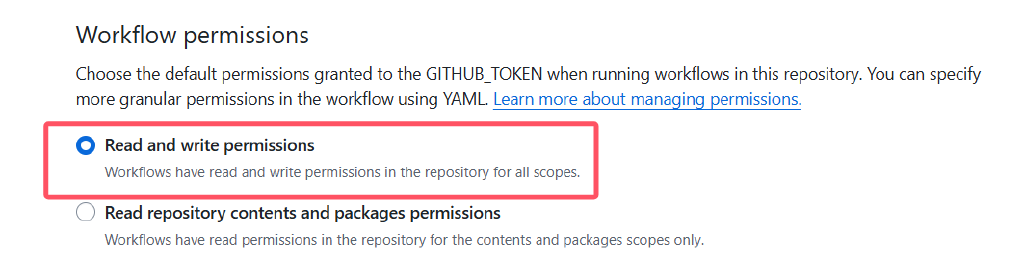 Workflow permissions
Choose the default permissions granted to the GITHUB_TOKEN when running workflows in this repository. You can specify
more granular permissions in the workflow using YAML. Learn more about managing permissions.
Read and write permissions
Workflows have read and write permissions in the repository for all scopes.
Read repository contents and packages permissions
Workflows have read permissions in the repository for the contents and packages scopes only.